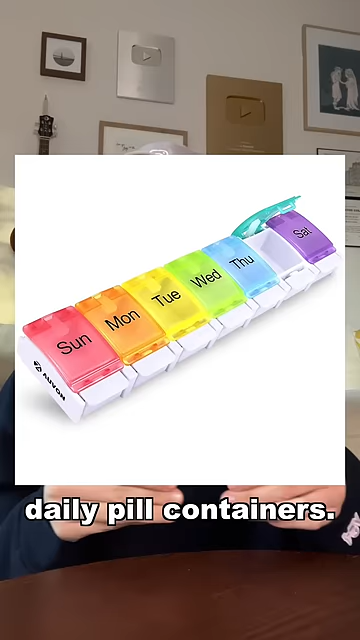 Sun
Mon
Tue
Wed
Thu
Sat
AUVON
daily pill containers.